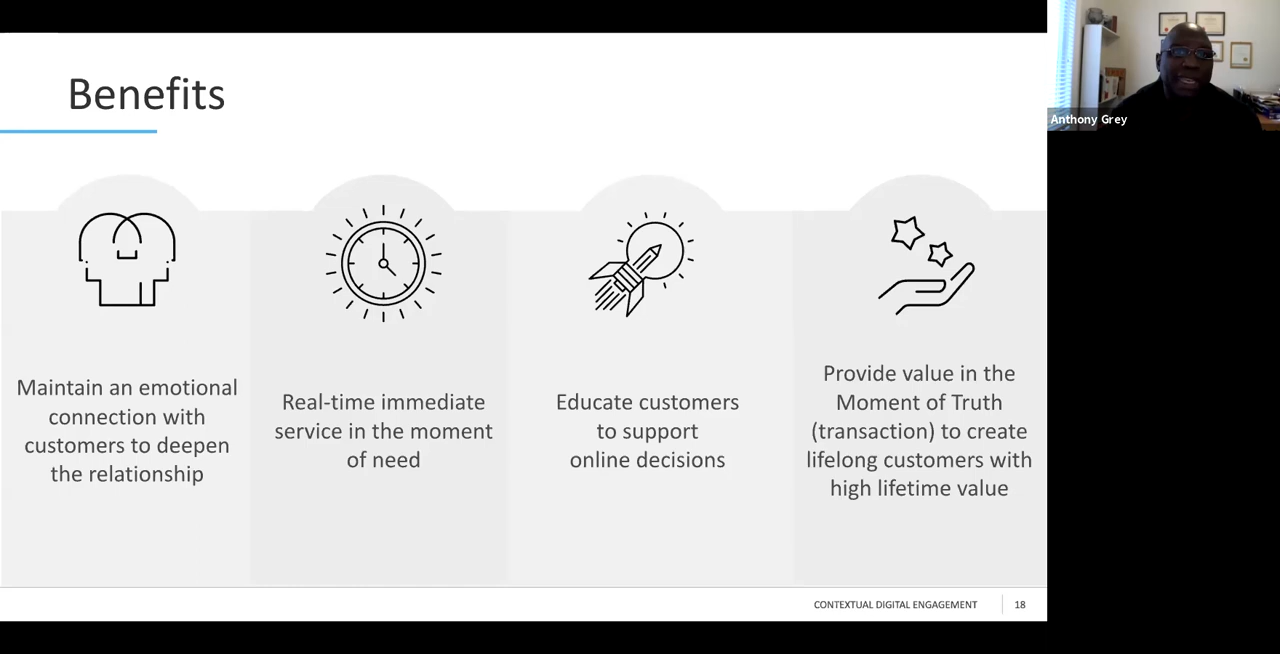 Benefits
Anthony Grey
Maintain an emotional
connection with
customers to deepen
the relationship
Real-time immediate
service in the moment
of need
Educate customers
to support
online decisions
Provide value in the
Moment of Truth
(transaction) to create
lifelong customers with
high lifetime value
CONTEXTUAL DIGITAL ENGAGEMENT
18